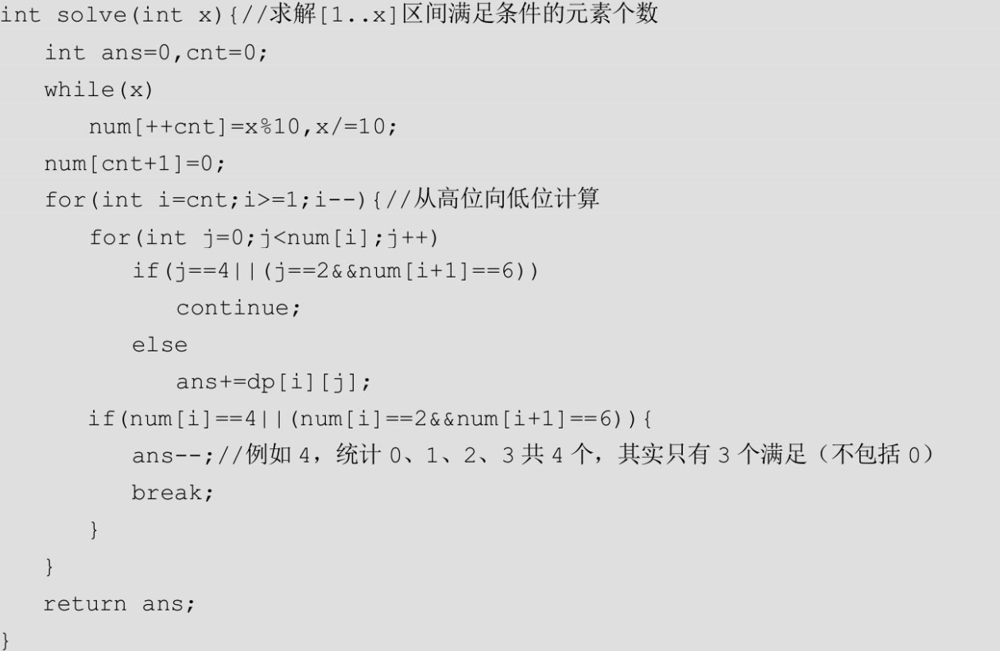 int solve(int x){//求解[1..x]区间满足条件的元素个数
int ans=0,cnt=0;
while(x)
num[++cnt]=x%10,x/=10;
num[cnt+1]=0;
for(int i=cnt;i>=1;i--){//从高位向低位计算
for(int j=0;j<num[i];j++)
if(j==4||(j==2&&num[i+1]==6))
continue;
else
ans+=dp[i][j];
if(num[i]==4||(num[i]==2&&num[i+1]==6)){
ans--;//例如 4，统计 0、1、2、3 共 4 个，其实只有 3 个满足（不包括 0）
break;
}
}
return ans;
}